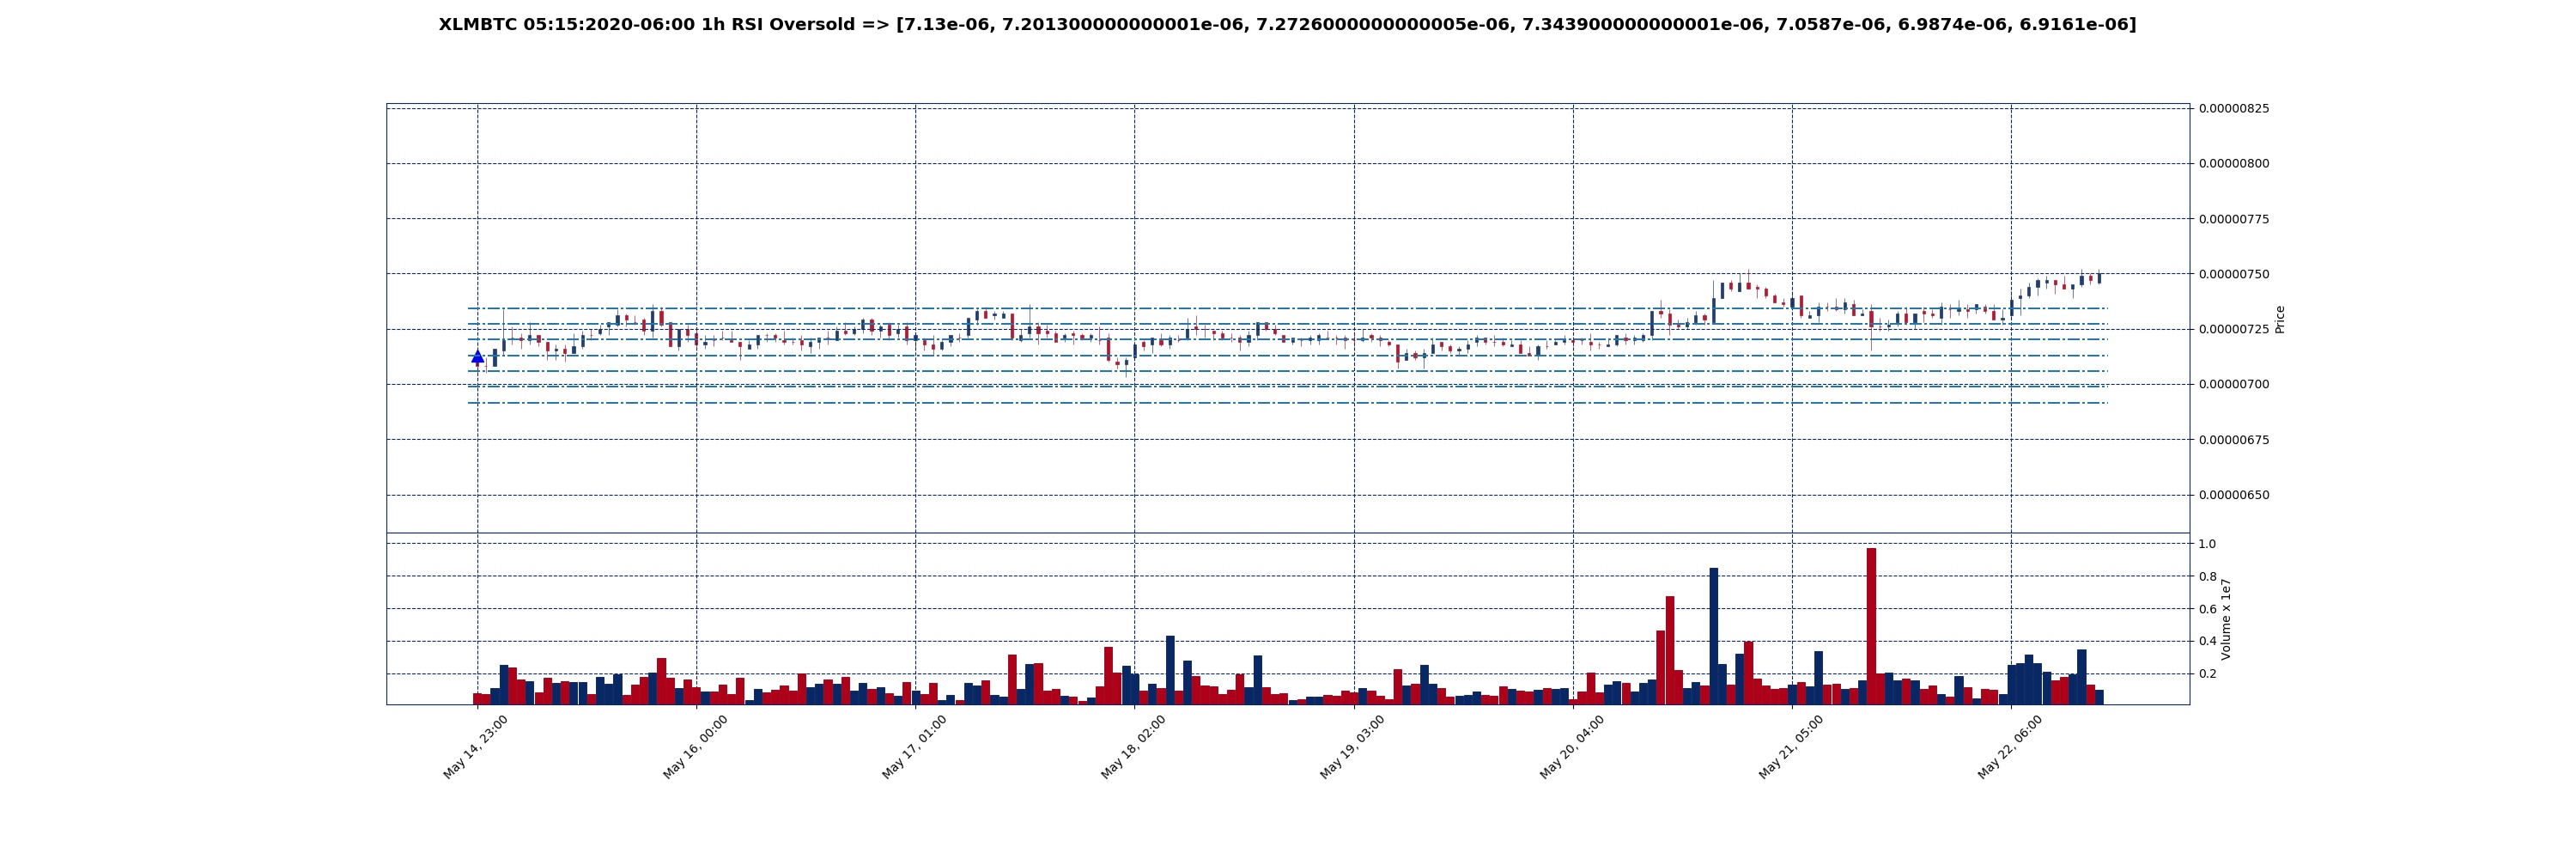 XLMBTC 05:15:2020-06:00 1h RSI Oversold => [7.13e-06, 7.201300000000001e-06, 7.2726000000000005e-06, 7.343900000000001e-06, 7.0587e-06, 6.9874e-06, 6.9161e-06]
0.00000825
0.00000800
0.00000775
0.00000750
0.00000725
0.00000700
0.00000675
0.00000650
Price
1.0
0.8
0.6
0.4
0.2
Volume x 1e7
May 14, 23:00
May 16, 00:00
May 17, 01:00
May 18, 02:00
May 19, 03:00
May 20, 04:00
May 21, 05:00
May 22, 06:00